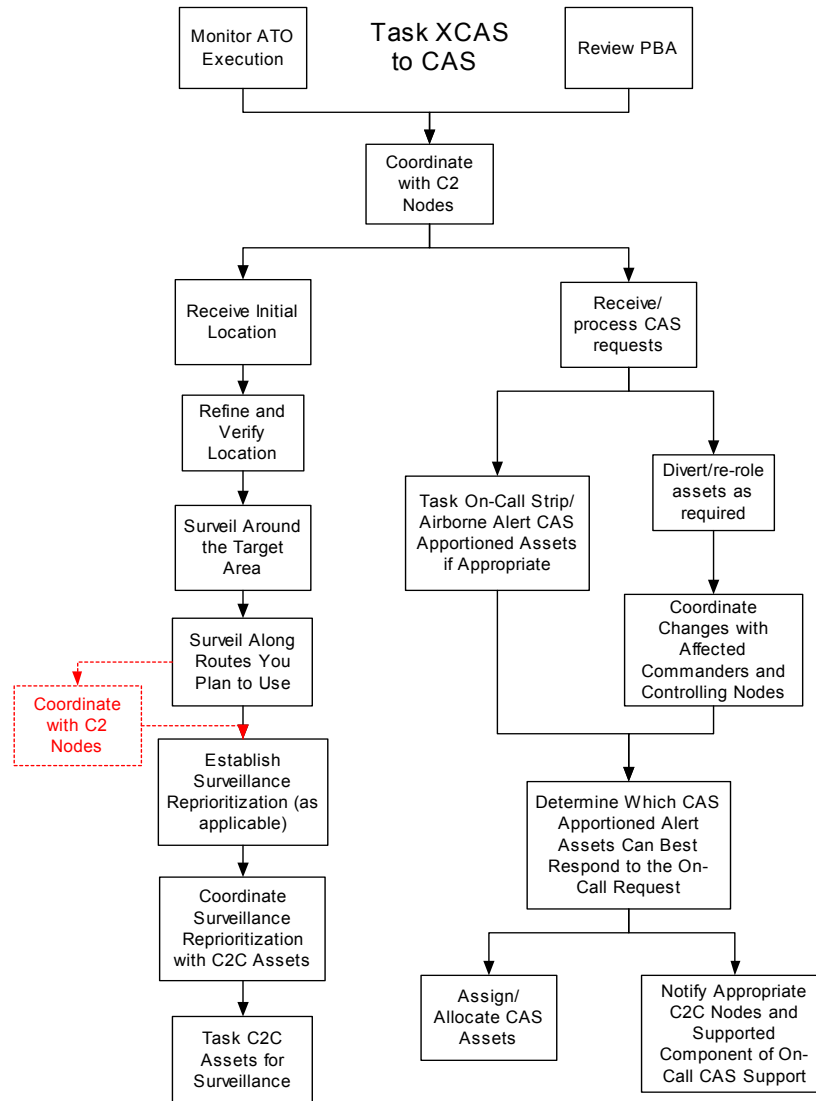 Monitor ATO
Execution
Task XCAS
to CAS
Review PBA
Coordinate
with C2
Nodes
Receive Initial
Location
Receive/
process CAS
requests
Refine and
Verify
Location
Divert/re-role
assets as
required
Task On-Call Strip/
Airborne Alert CAS
Apportioned Assets
if Appropriate
Surveil Around
the Target
Area
Coordinate
Changes with
Affected
Commanders and
Controlling Nodes
Surveil Along
Routes You
Plan to Use
Coordinate
with C2
Nodes
Establish
Surveillance
Reprioritization (as
applicable)
Determine Which CAS
Apportioned Alert
Assets Can Best
Respond to the On-
Call Request
Coordinate
Surveillance
Reprioritization
with C2C Assets
Assign/
Allocate CAS
Assets
Notify Appropriate
C2C Nodes and
Supported
Component of On-
Call CAS Support
Task C2C
Assets for
Surveillance